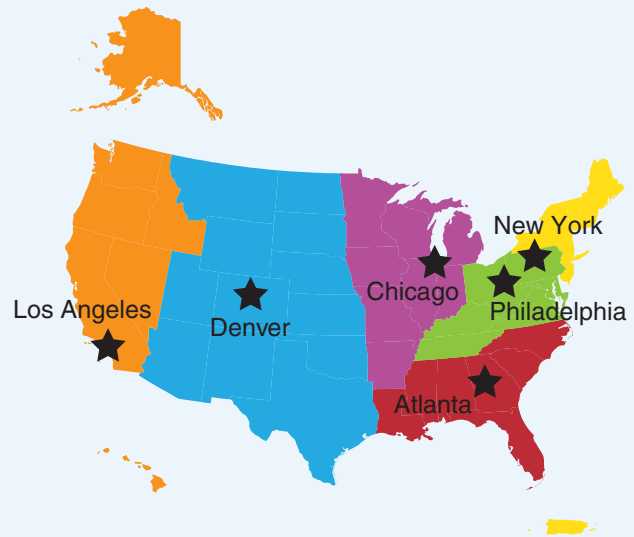 New York
Chicago
Los Angeles
Philadelphia
Denver
Atlanta